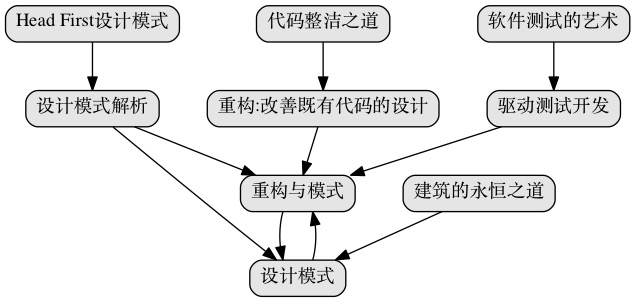 Head First设计模式
代码整洁之道
软件测试的艺术
设计模式解析
重构:改善既有代码的设计
驱动测试开发
重构与模式
建筑的永恒之道
设计模式